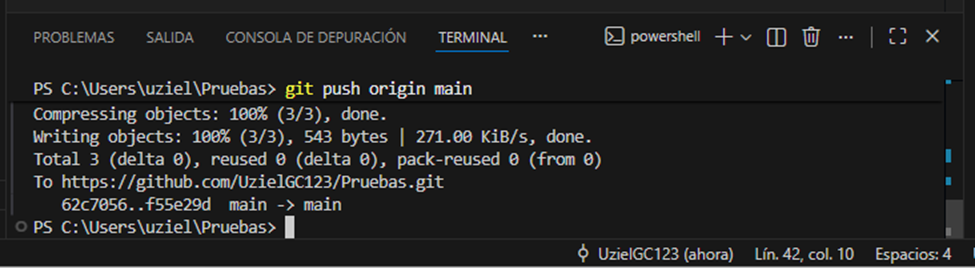 PROBLEMAS SALIDA CONSOLA DE DEPURACIÓN TERMINAL ··· powershell
PS C:\Users\uziel\Pruebas> git push origin main
Compressing objects: 100% (3/3), done.
Writing objects: 100% (3/3), 543 bytes | 271.00 KiB/s, done.
Total 3 (delta 0), reused 0 (delta 0), pack-reused 0 (from 0)
To https://github.com/UzielGC123/Pruebas.git
   62c7056..f55e29d  main -> main
PS C:\Users\uziel\Pruebas>
UzielGC123 (ahora) Lín. 42, col. 10 Espacios: 4